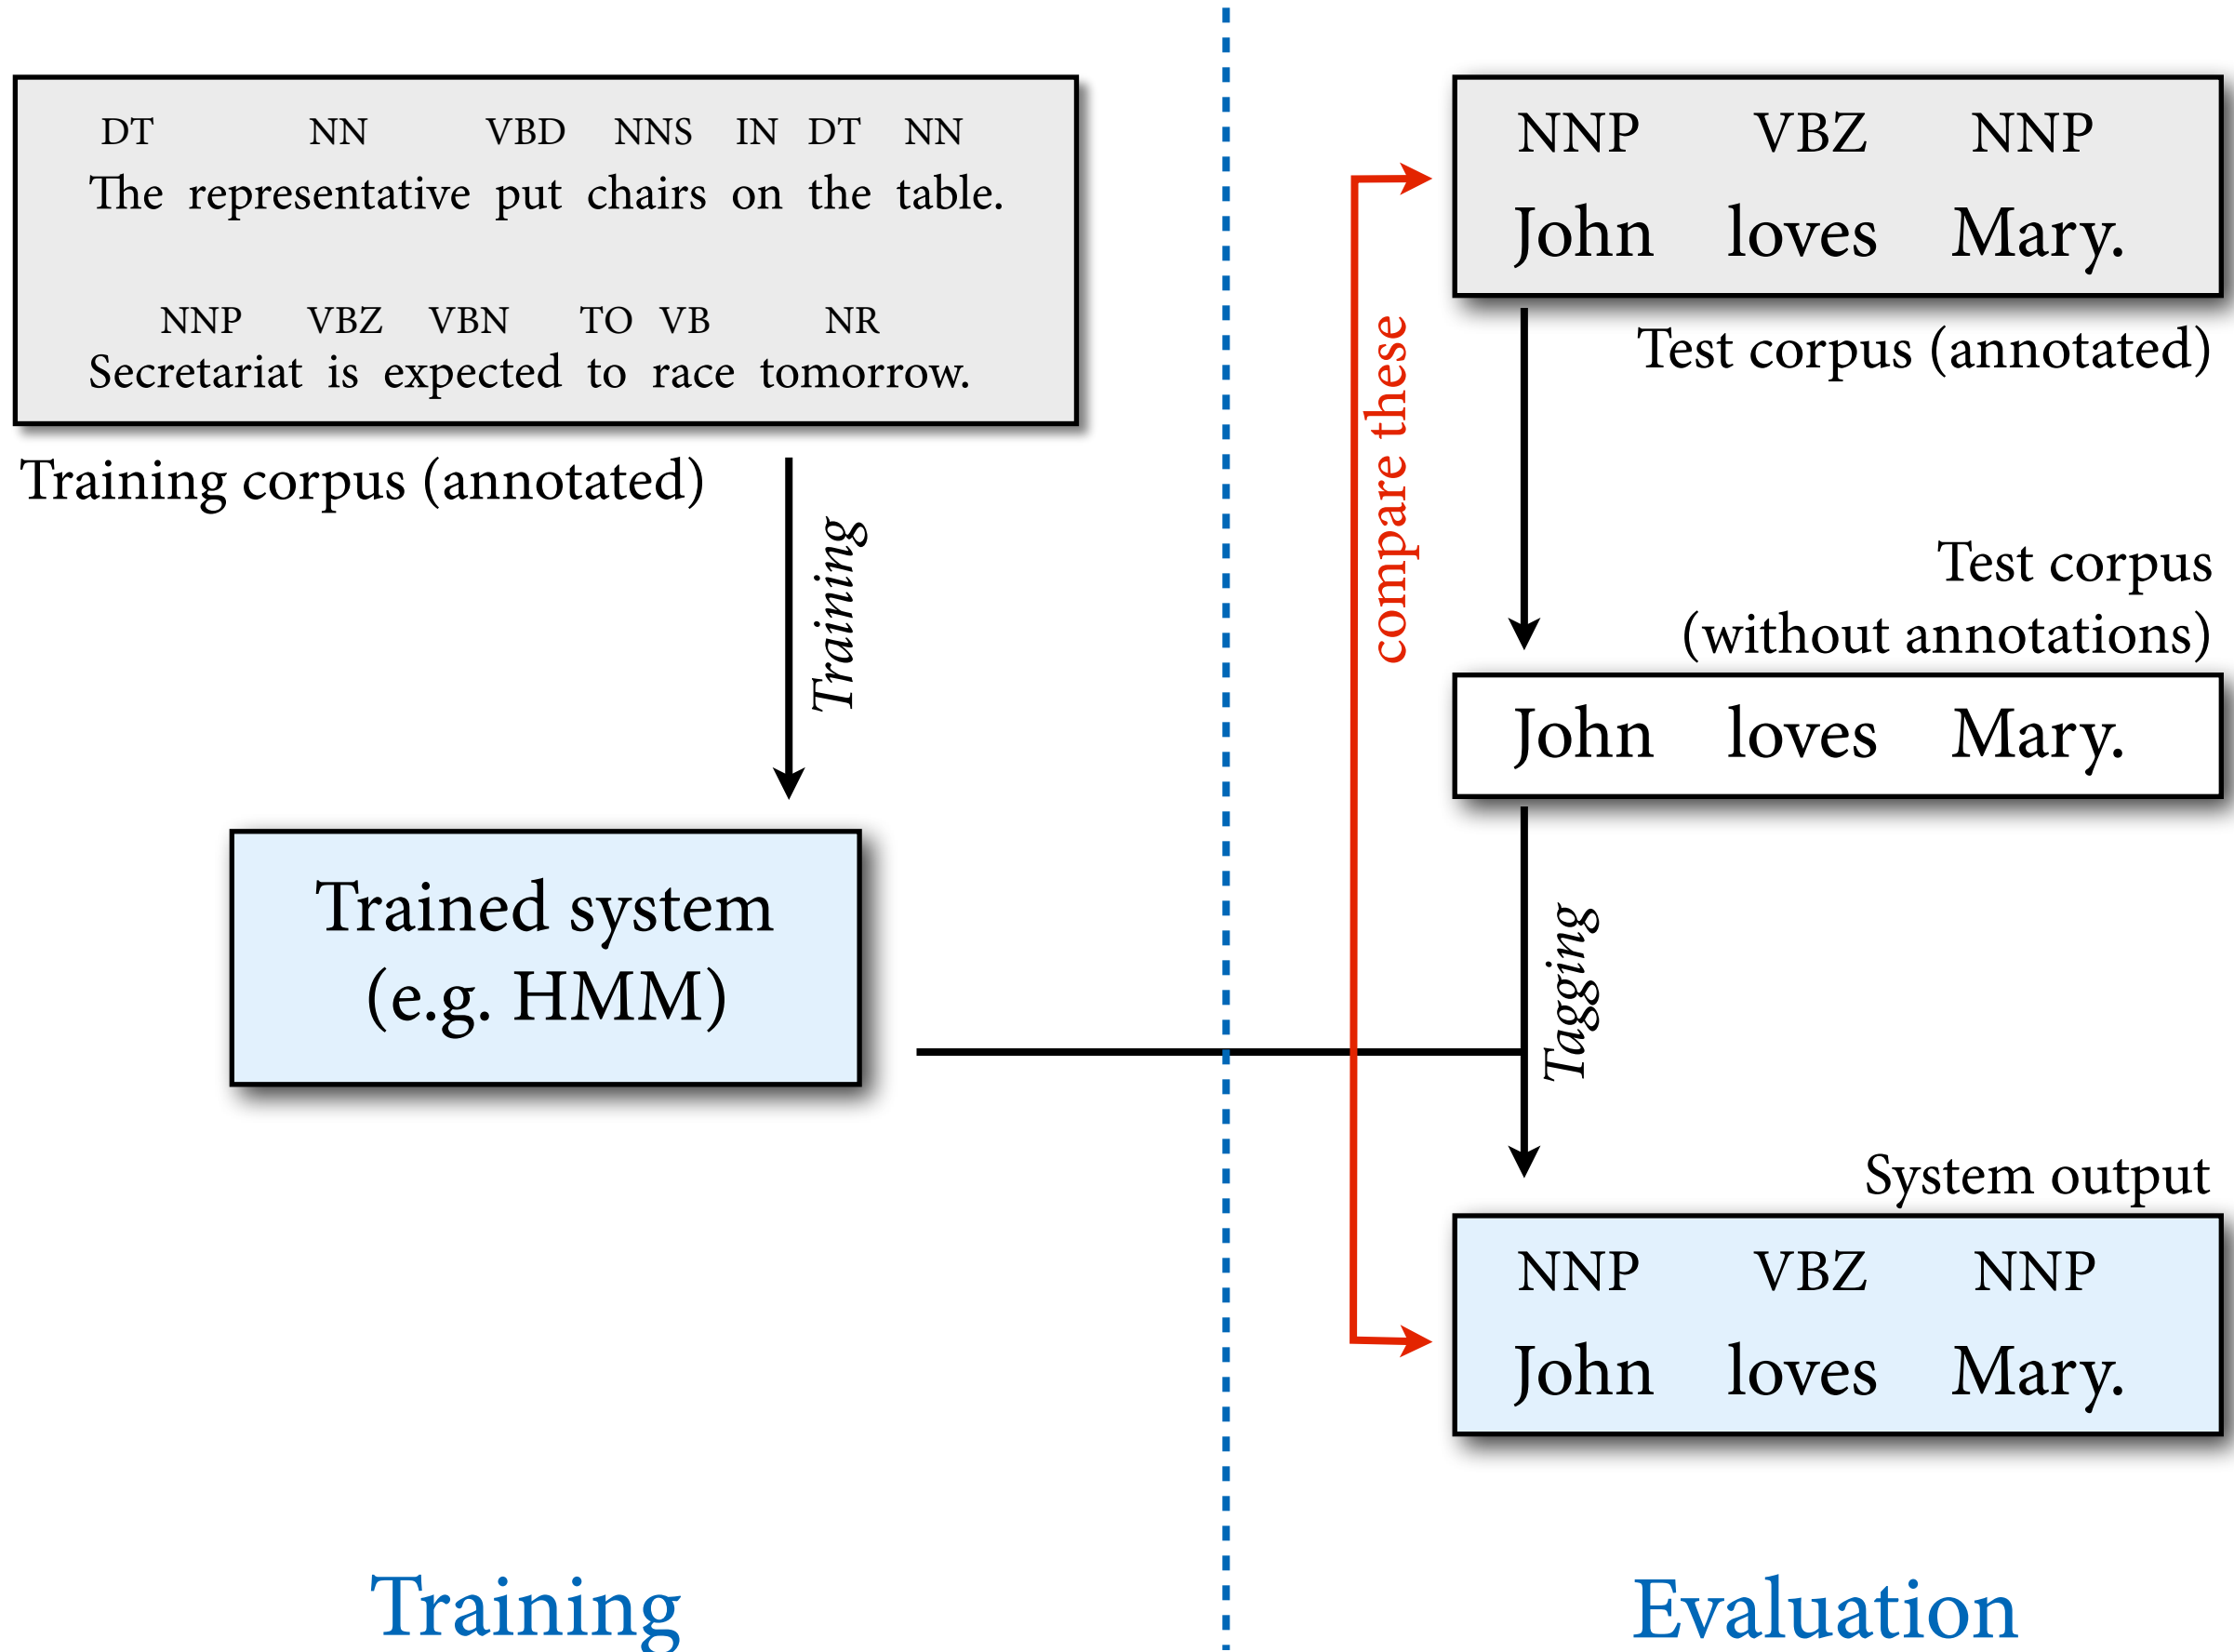 DT NN VBD NNS IN DT NN
The representative put chairs on the table.
NNP VBZ VBN TO VB NR
Secretariat is expected to race tomorrow.
Training corpus (annotated)
Training
Trained system
(e.g. HMM)
Training
NNP VBZ NNP
John loves Mary.
Test corpus (annotated)
compare these
Test corpus
(without annotations)
John loves Mary.
Tagging
System output
NNP VBZ NNP
John loves Mary.
Evaluation